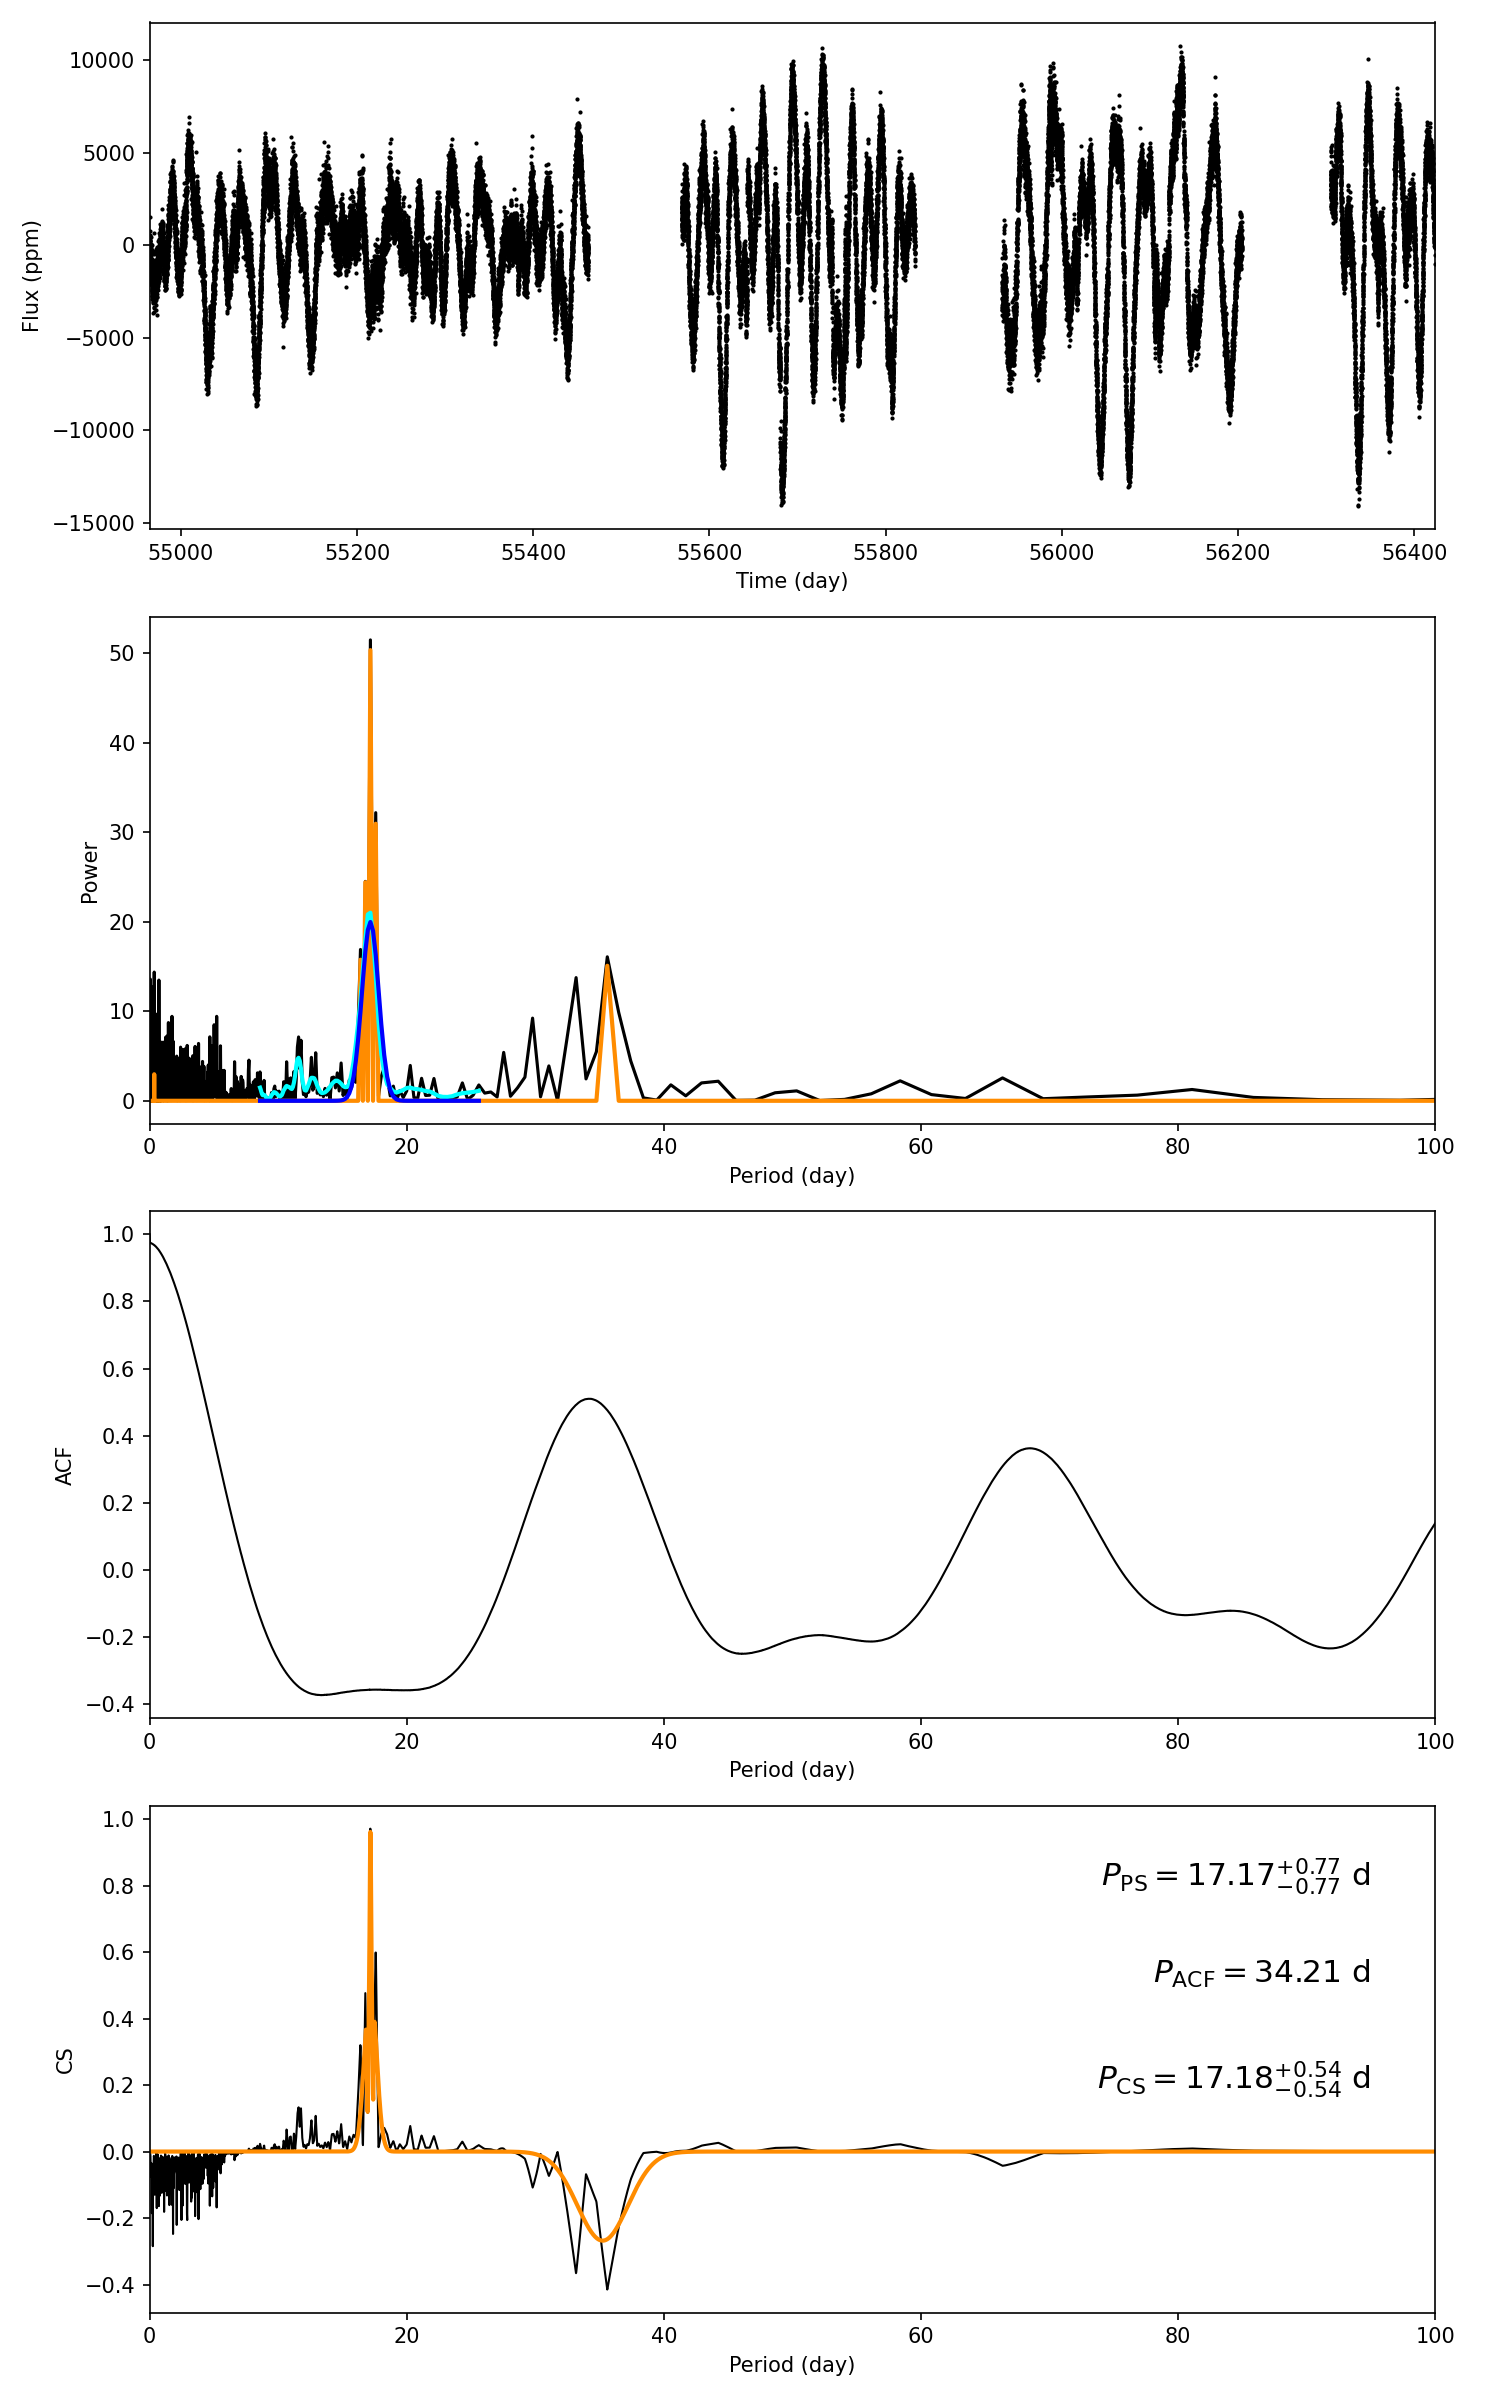 10000
5000
0
−5000
−10000
−15000
Flux (ppm)
55000 55200 55400 55600 55800 56000 56200 56400
Time (day)
50
40
30
20
10
0
Power
0 20 40 60 80 100
Period (day)
1.0
0.8
0.6
0.4
0.2
0.0
−0.2
−0.4
ACF
0 20 40 60 80 100
Period (day)
1.0
0.8
0.6
0.4
0.2
0.0
−0.2
−0.4
CS
P_PS = 17.17^{+0.77}_{−0.77} d
P_ACF = 34.21 d
P_CS = 17.18^{+0.54}_{−0.54} d
0 20 40 60 80 100
Period (day)